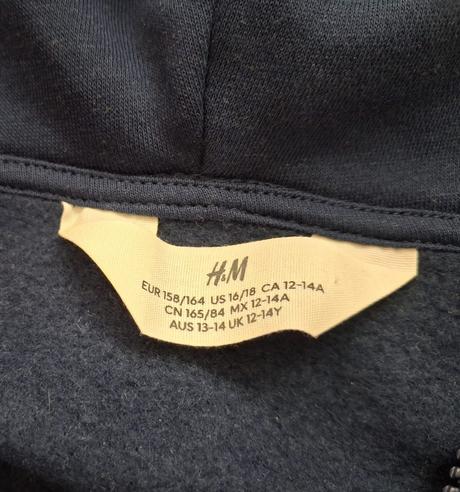 H&M
EUR 158/164 US 16/18 CA 12-14A
CN 165/84 MX 12-14A
AUS 13-14 UK 12-14Y